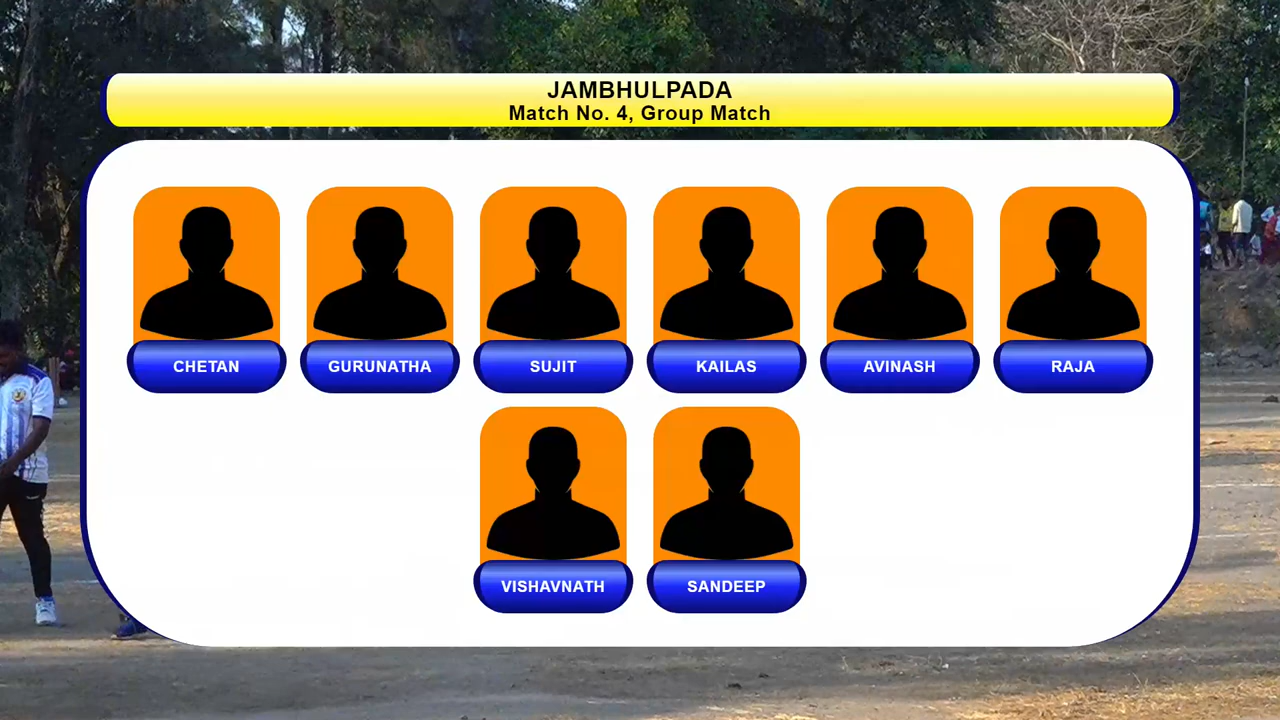 JAMBHULPADA
Match No. 4, Group Match
CHETAN
GURUNATHA
SUJIT
KAILAS
AVINASH
RAJA
VISHAVNATH
SANDEEP